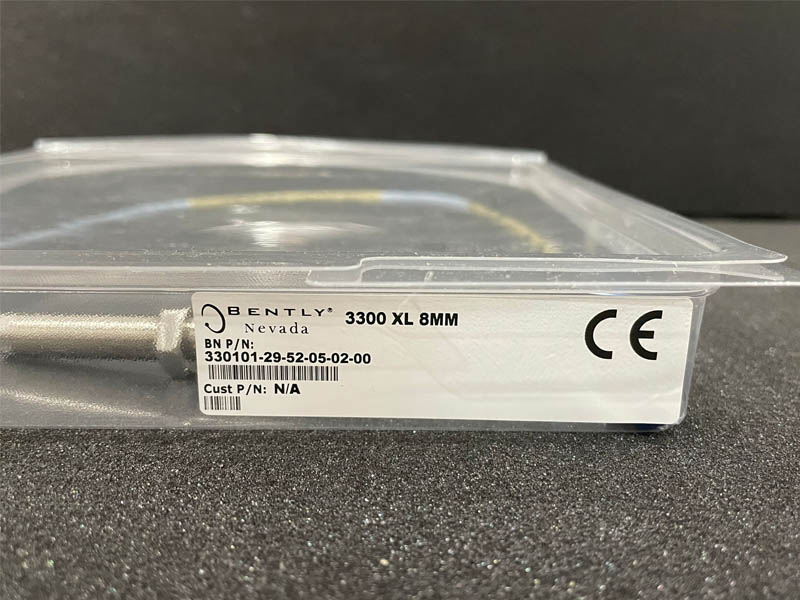 BENTLY® 3300 XL 8MM
Nevada
BN P/N:
330101-29-52-05-02-00
Cust P/N: N/A
CE